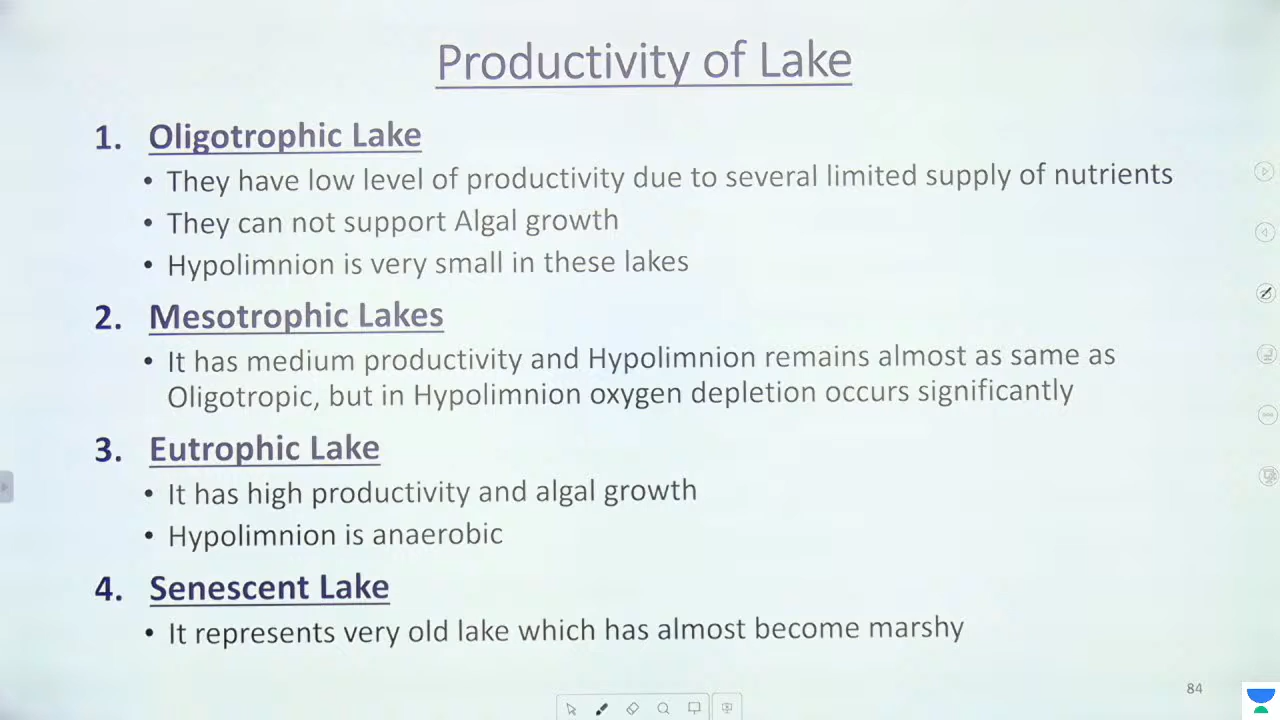 Productivity of Lake
1. Oligotrophic Lake
• They have low level of productivity due to several limited supply of nutrients
• They can not support Algal growth
• Hypolimnion is very small in these lakes
2. Mesotrophic Lakes
• It has medium productivity and Hypolimnion remains almost as same as
Oligotropic, but in Hypolimnion oxygen depletion occurs significantly
3. Eutrophic Lake
• It has high productivity and algal growth
• Hypolimnion is anaerobic
4. Senescent Lake
• It represents very old lake which has almost become marshy
84